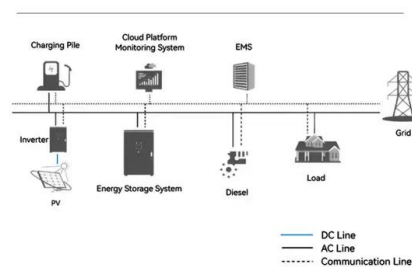 Charging Pile
Cloud Platform
Monitoring System
EMS
Grid
Inverter
PV
Energy Storage System
Diesel
Load
DC Line
AC Line
Communication Line